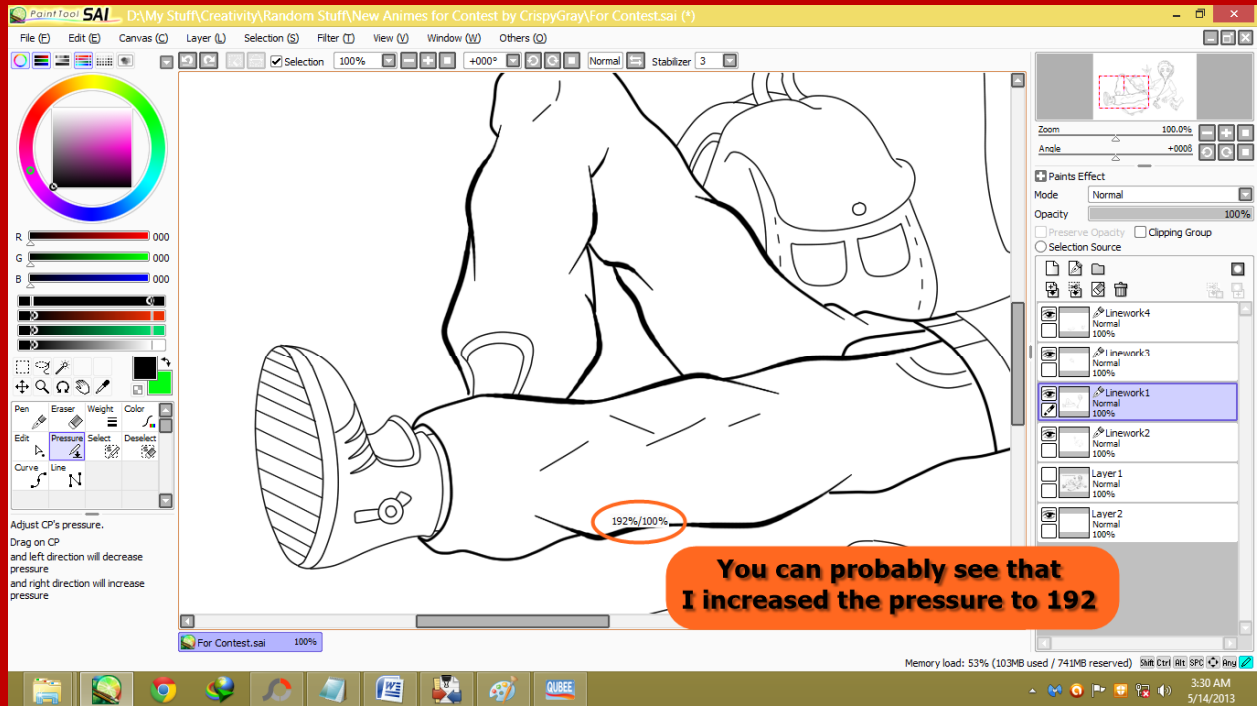 PaintTool SAI D:\My Stuff\Creativity\Random Stuff\New Animes for Contest by CrispyGray\For Contest.sai (*)
File (F) Edit (E) Canvas (C) Layer (L) Selection (S) Filter (T) View (V) Window (W) Others (O)
Selection 100% +000° Normal Stabilizer 3
R 000
G 000
B 000
Pen Eraser Weight Color
Edit Pressure Select Deselect
Curve Line
Adjust CP's pressure.
Drag on CP
and left direction will decrease
pressure
and right direction will increase
pressure
192%/100%
You can probably see that
I increased the pressure to 192
For Contest.sai 100%
Zoom 100.0%
Angle +000ß
Paints Effect
Mode Normal
Opacity 100%
Preserve Opacity Clipping Group
Selection Source
Linework4
Normal
100%
Linework3
Normal
100%
Linework1
Normal
100%
Linework2
Normal
100%
Layer1
Normal
100%
Layer2
Normal
100%
Memory load: 53% (103MB used / 741MB reserved) Shift Ctrl Alt SPC Any
QUBEE
3:30 AM
5/14/2013